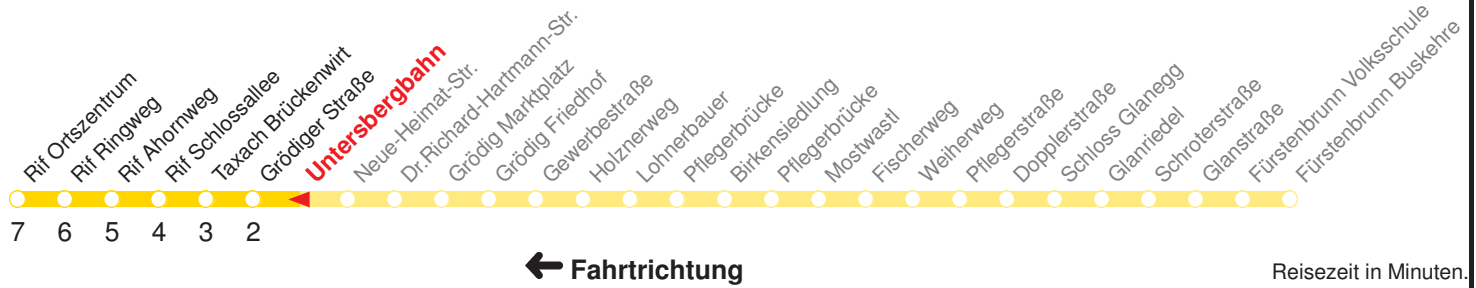 Rif Ortszentrum
Rif Ringweg
Rif Ahornweg
Rif Schlossallee
Taxach Brückenwirt
Grödiger Straße
Untersbergbahn
Neue-Heimat-Str.
Dr.Richard-Hartmann-Str.
Grödig Marktplatz
Grödig Friedhof
Gewerbestraße
Holznerweg
Lohnerbauer
Pflegerbrücke
Birkensiedlung
Pflegerbrücke
Mostwastl
Fischerweg
Weiherweg
Pflegerstraße
Dopplerstraße
Schloss Glanegg
Glanriedel
Schroterstraße
Glanstraße
Fürstenbrunn Volksschule
Fürstenbrunn Buskehre
7 6 5 4 3 2
Fahrtrichtung
Reisezeit in Minuten.